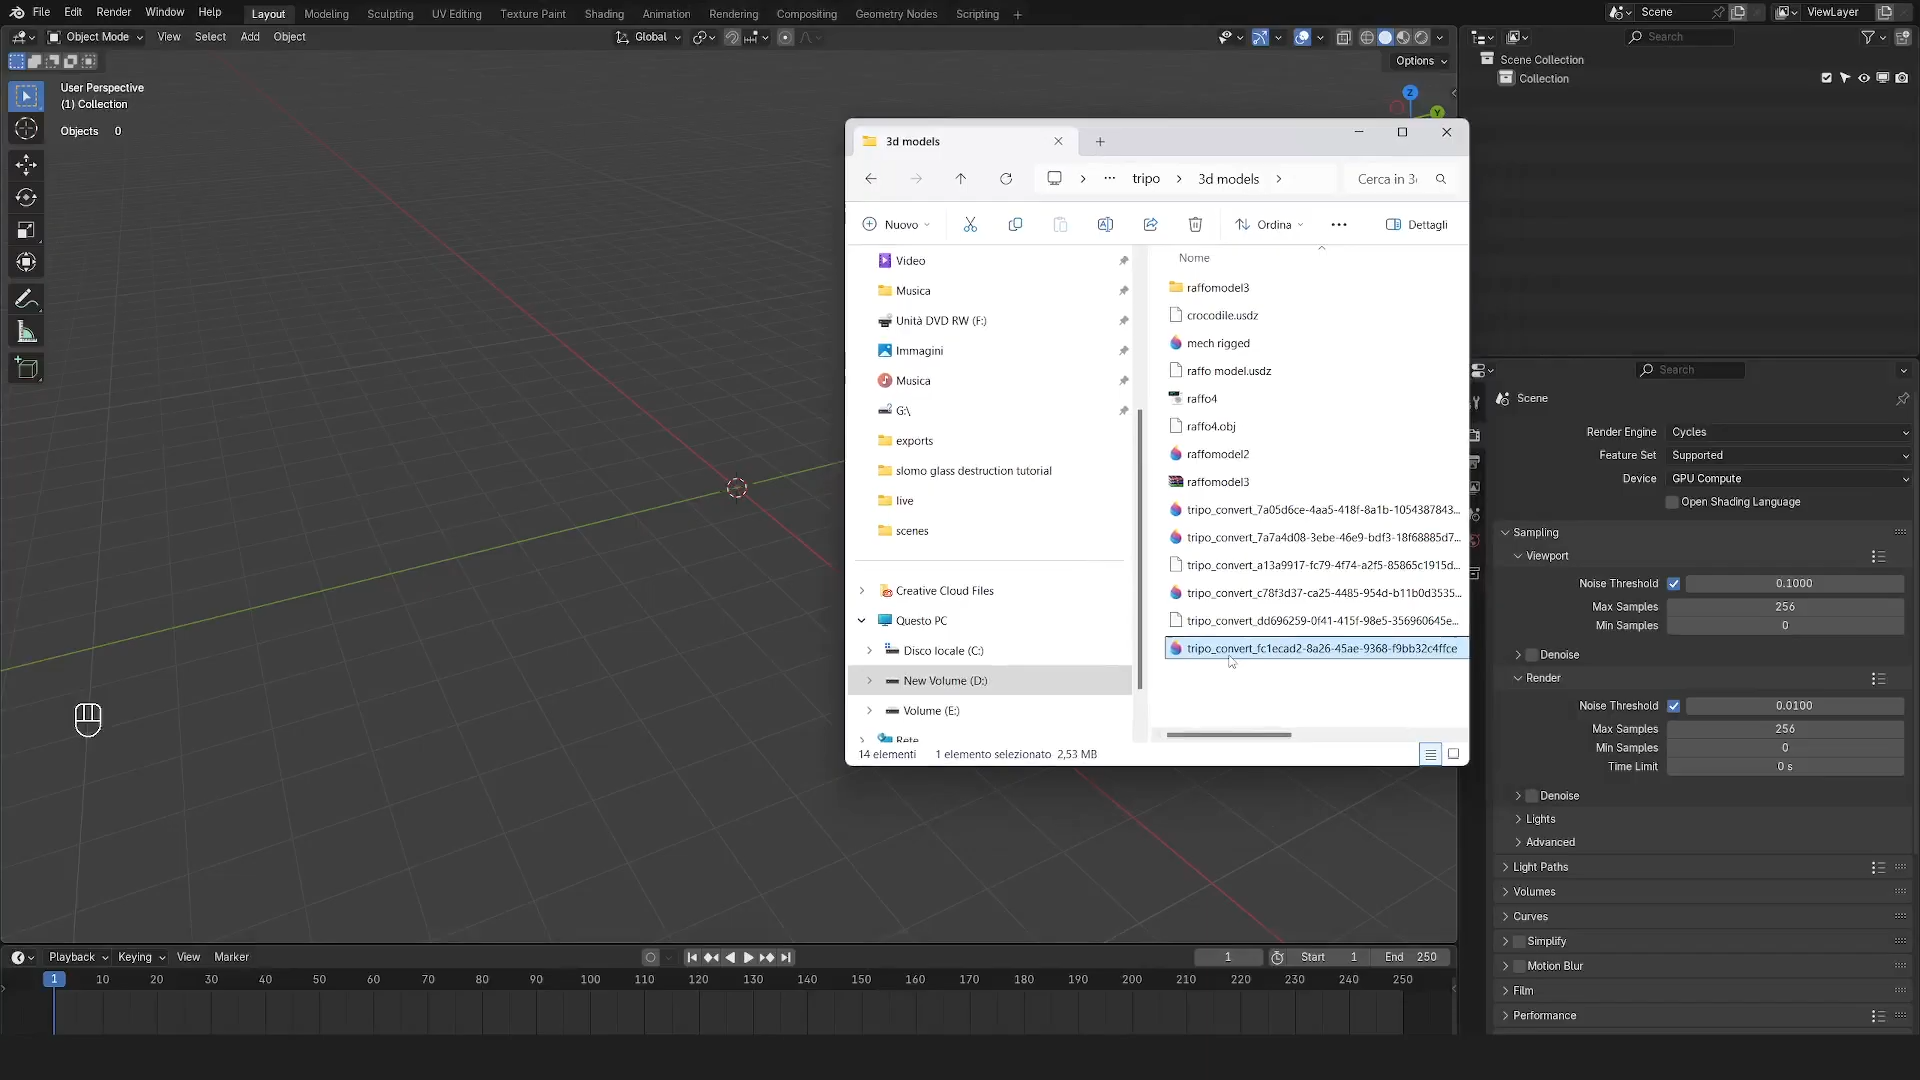 File Edit Render Window Help Layout Modeling Sculpting UV Editing Texture Paint Shading Animation Rendering Compositing Geometry Nodes Scripting + Scene ViewLayer
Object Mode View Select Add Object Global Search
Options
User Perspective
(1) Collection
Objects 0
Z
Y
Scene Collection
Collection
3d models
tripo 3d models Cerca in 3
Nuovo Ordina Dettagli
Video
Musica
Unità DVD RW (F:)
Immagini
Musica
G:\
exports
slomo glass destruction tutorial
live
scenes
Creative Cloud Files
Questo PC
Disco locale (C:)
New Volume (D:)
Volume (E:)
Rete
Nome
raffomodel3
crocodile.usdz
mech rigged
raffo model.usdz
raffo4
raffo4.obj
raffomodel2
raffomodel3
tripo_convert_7a05d6ce-4aa5-418f-8a1b-1054387843...
tripo_convert_7a7a4d08-3ebe-46e9-bdf3-18f68885d7...
tripo_convert_a13a9917-fc79-4f74-a2f5-85865c1915d...
tripo_convert_c78f3d37-ca25-4485-954d-b11b0d3535...
tripo_convert_dd696259-0f41-415f-98e5-356960645e...
tripo_convert_fc1ecad2-8a26-45ae-9368-f9bb32c4ffce
14 elementi 1 elemento selezionato 2,53 MB
Search
Scene
Render Engine Cycles
Feature Set Supported
Device GPU Compute
Open Shading Language
Sampling
Viewport
Noise Threshold 0.1000
Max Samples 256
Min Samples 0
Denoise
Render
Noise Threshold 0.0100
Max Samples 256
Min Samples 0
Time Limit 0 s
Denoise
Lights
Advanced
Light Paths
Volumes
Curves
Simplify
Motion Blur
Film
Performance
Playback Keying View Marker 1 Start 1 End 250
1 10 20 30 40 50 60 70 80 90 100 110 120 130 140 150 160 170 180 190 200 210 220 230 240 250